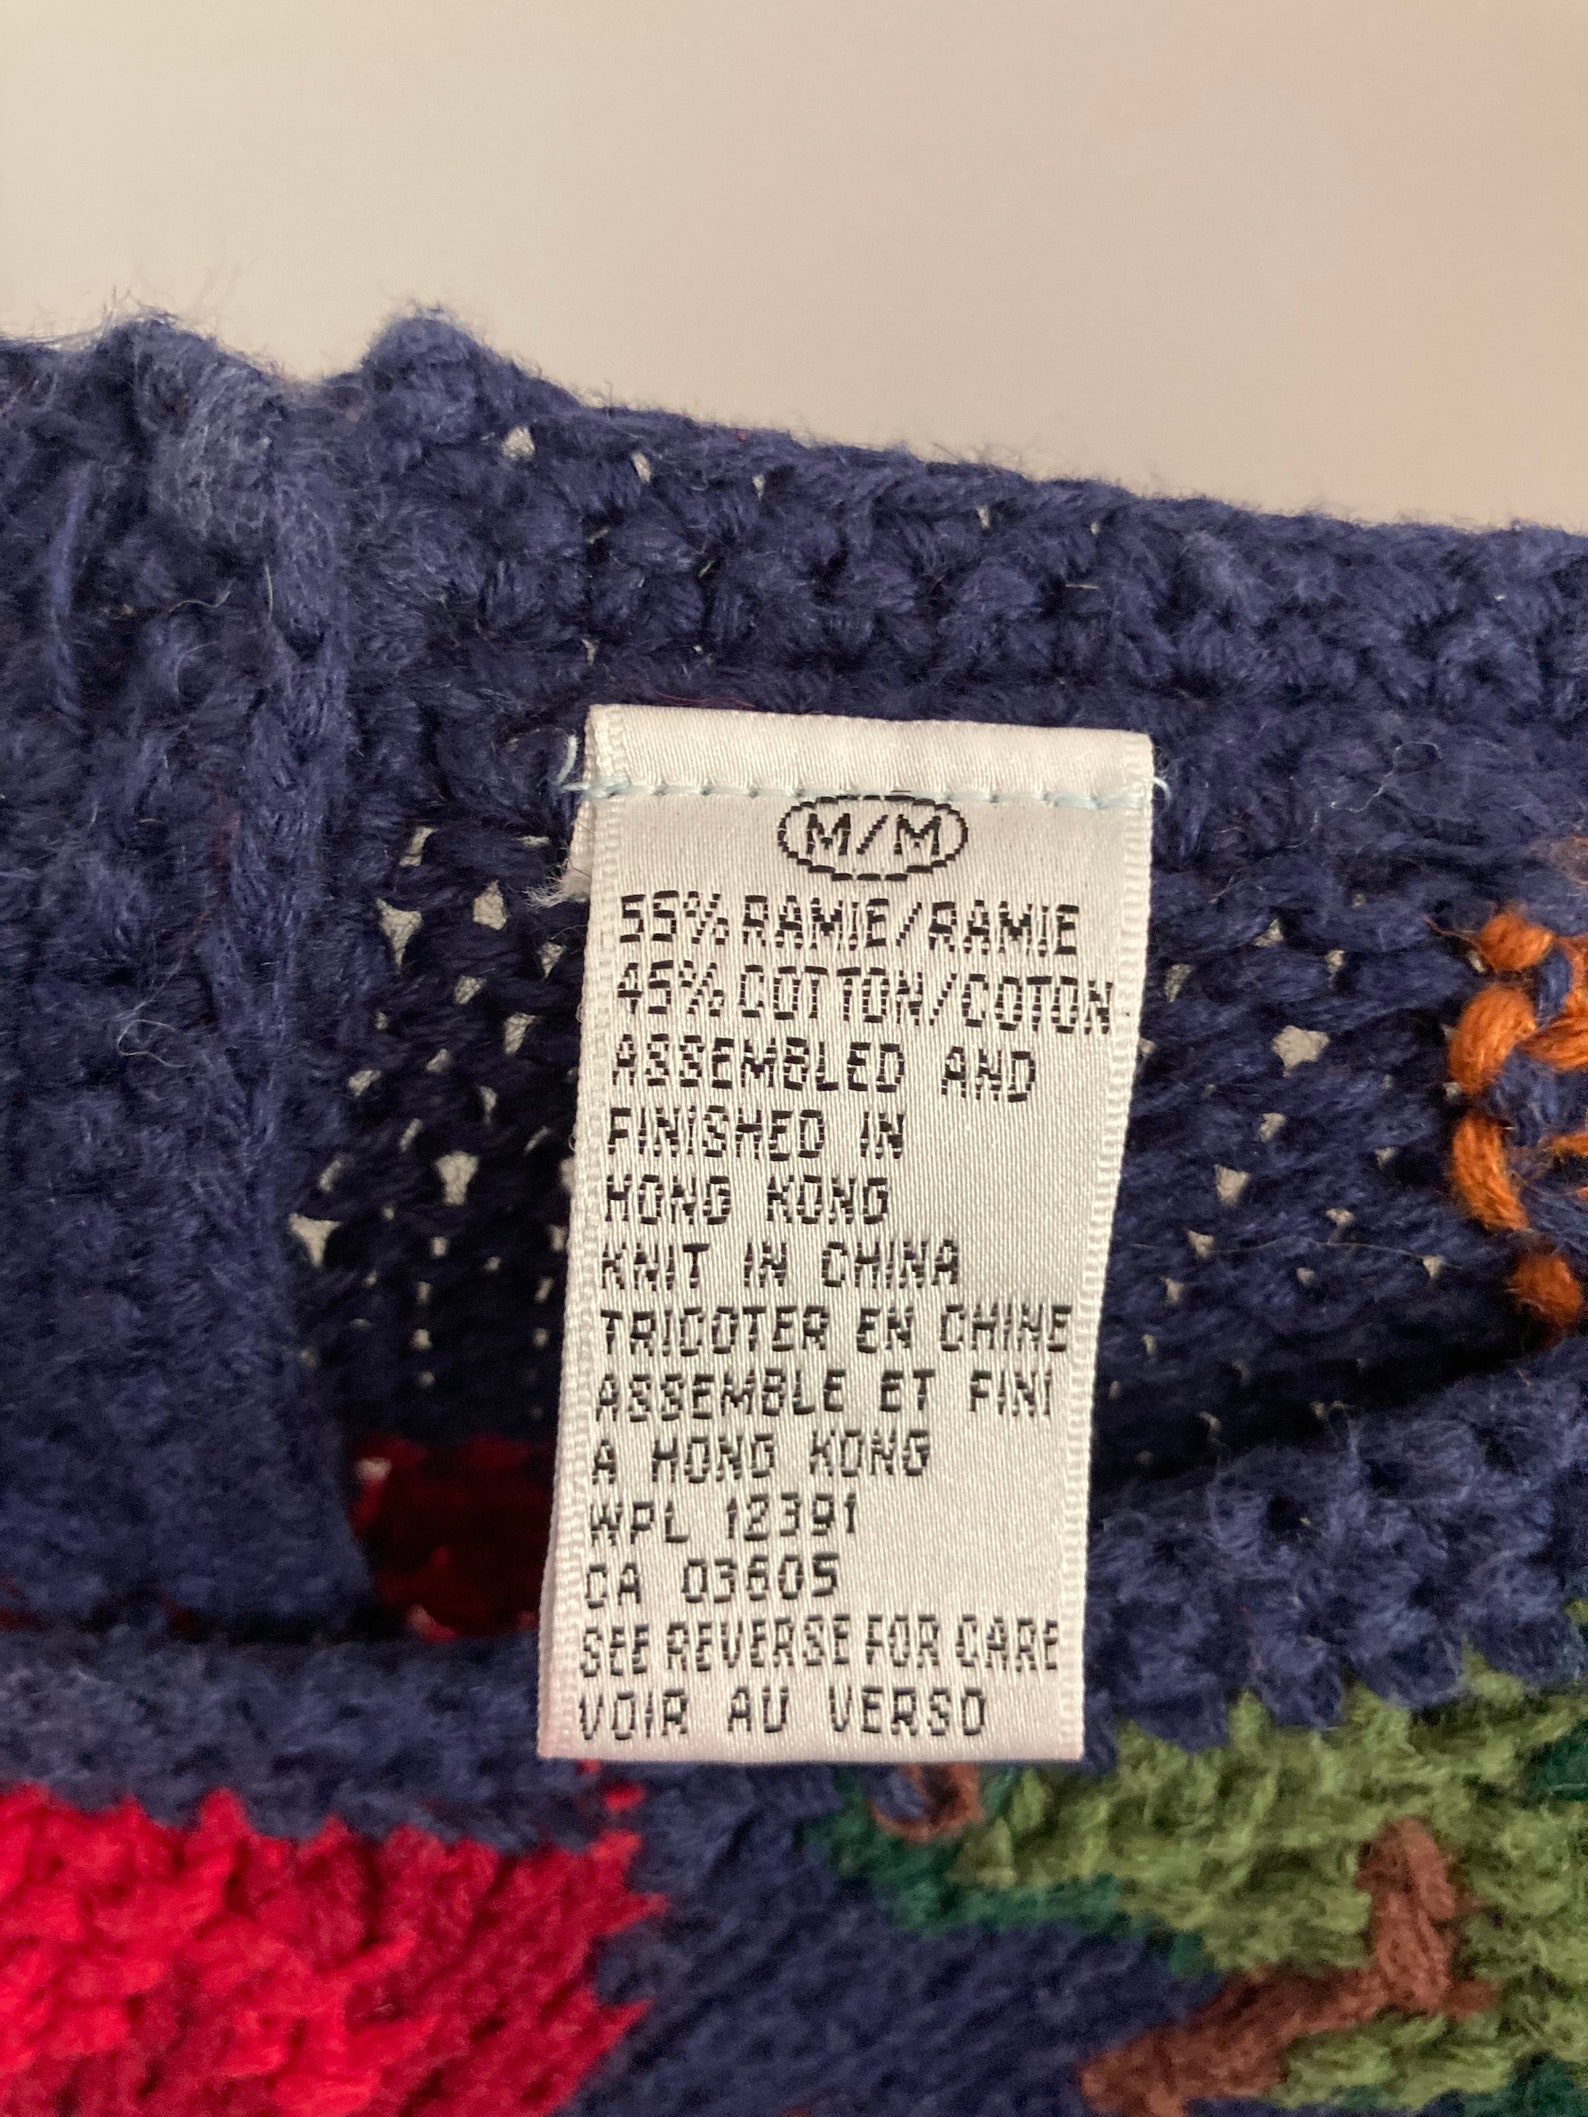 M/M
55% RAMIE/RAMIE
45% COTTON/COTON
ASSEMBLED AND
FINISHED IN
HONG KONG
KNIT IN CHINA
TRICOTER EN CHINE
ASSEMBLE ET FINI
A HONG KONG
WPL 12391
CA 03605
SEE REVERSE FOR CARE
VOIR AU VERSO